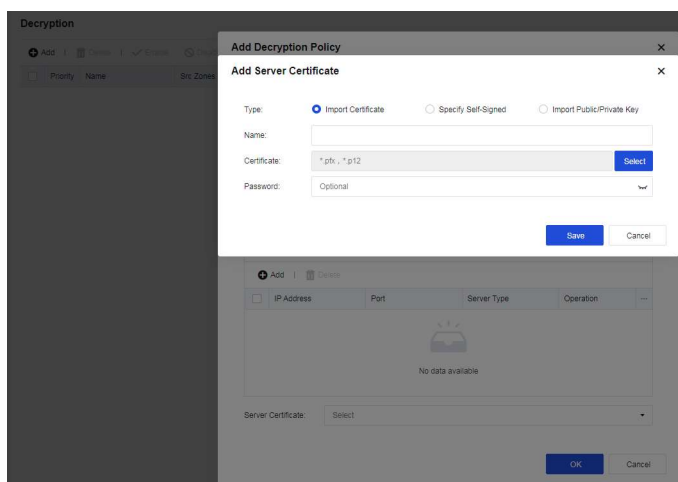 Decryption
Add Delete Enable
Priority Name Src Zones
Add Decryption Policy
Add Server Certificate
Type: Import Certificate Specify Self-Signed Import Public/Private Key
Name:
Certificate: *.pfx , *.p12 Select
Password: Optional
Save Cancel
Add Delete
IP Address Port Server Type Operation
No data available
Server Certificate: Select
OK Cancel